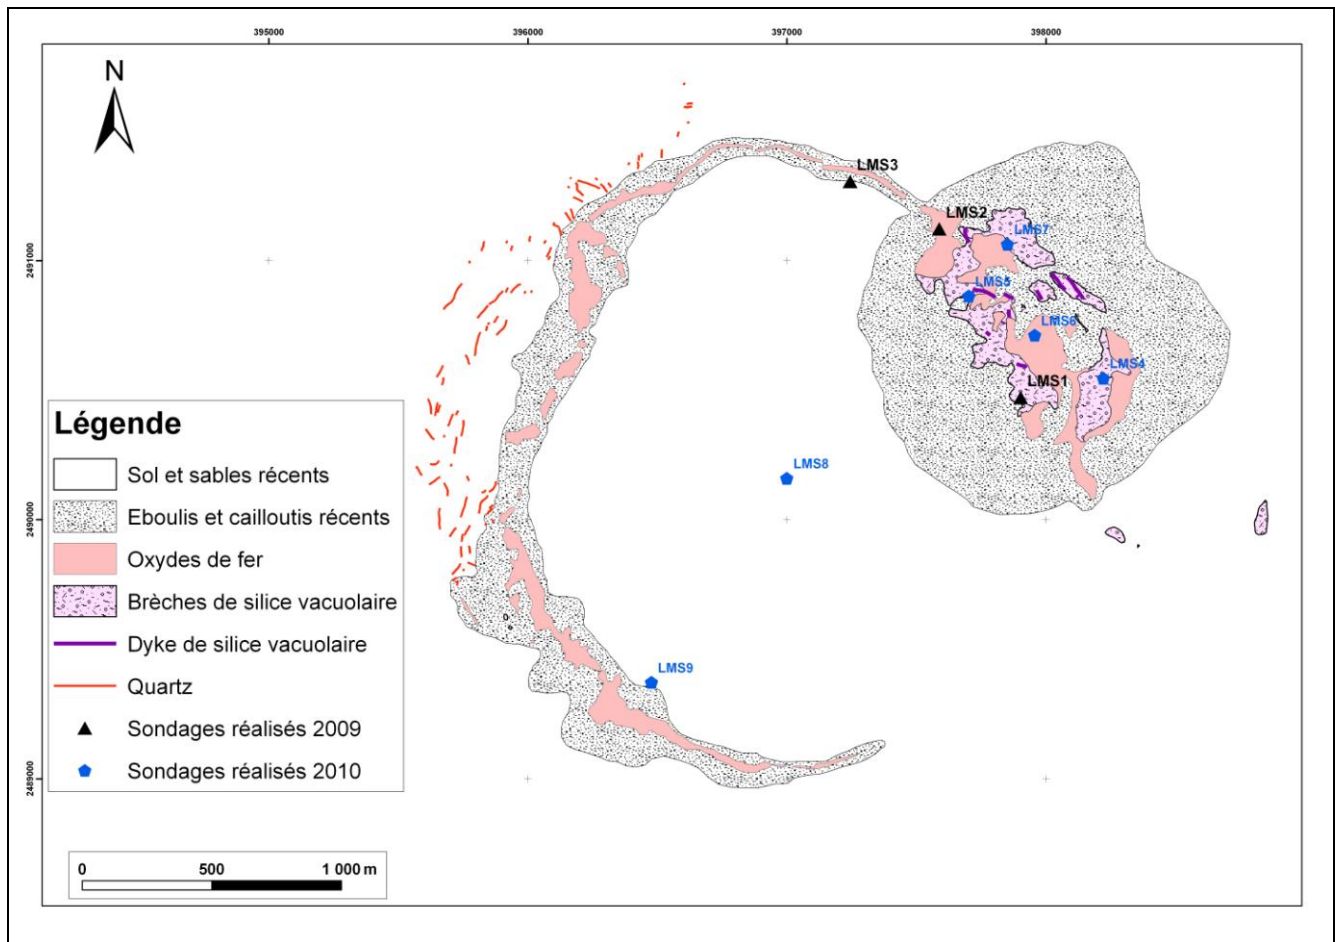 395000
396000
397000
398000
N
LMS3
LMS2
LMS7
2491000
LMS5
LMS6
LMS4
LMS1
Légende
Sol et sables récents
Eboulis et cailloutis récents
Oxydes de fer
Brèches de silice vacuolaire
Dyke de silice vacuolaire
Quartz
Sondages réalisés 2009
Sondages réalisés 2010
LMS8
2490000
LMS9
2489000
0
500
1 000 m